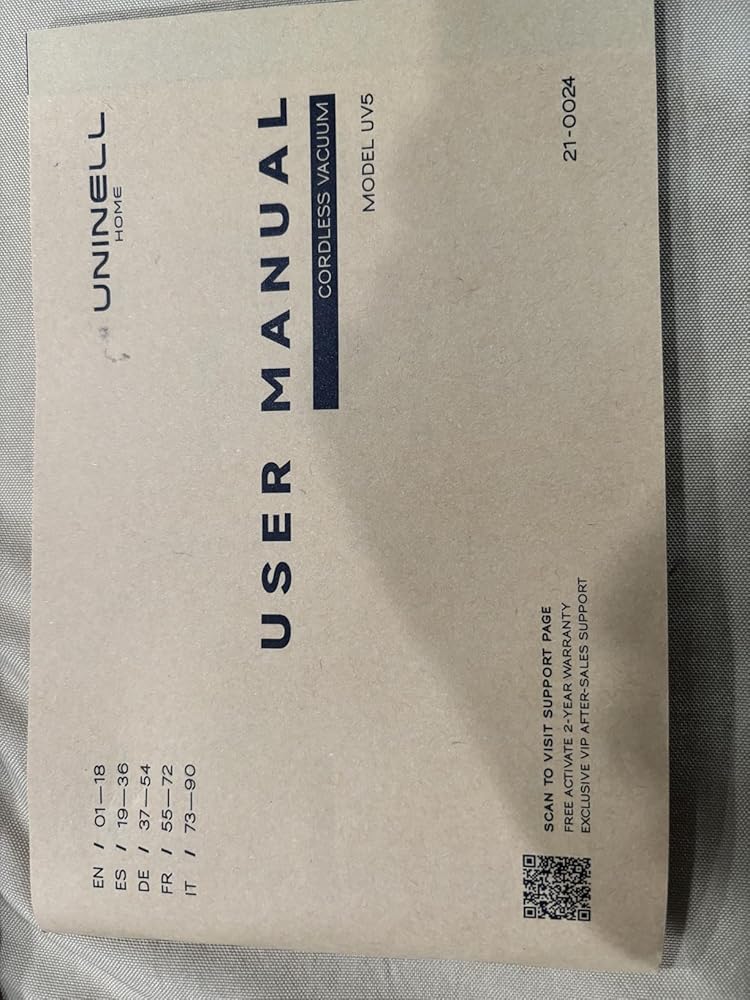 EN / 01—18
ES / 19—36
DE / 37—54
FR / 55—72
IT / 73—90
UNINELL
HOME
USER MANUAL
CORDLESS VACUUM
MODEL UV5
SCAN TO VISIT SUPPORT PAGE
FREE ACTIVATE 2-YEAR WARRANTY
EXCLUSIVE VIP AFTER-SALES SUPPORT
21-0024